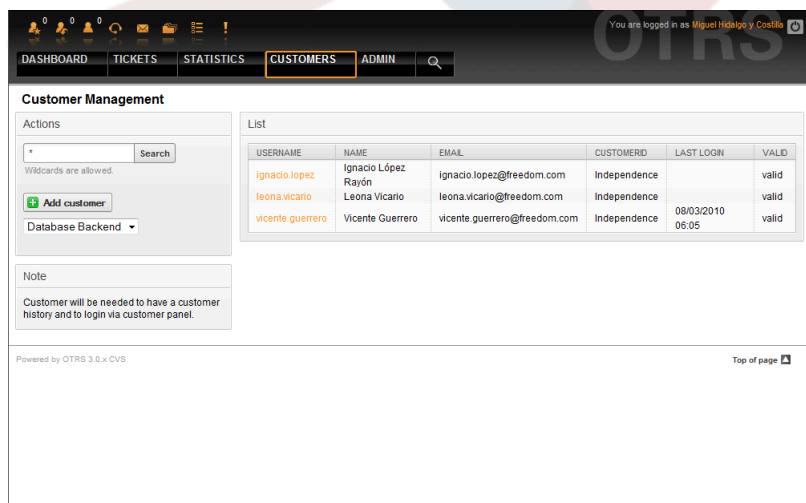 0 0 0
You are logged in as Miguel Hidalgo y Costilla
OTRS
DASHBOARD TICKETS STATISTICS CUSTOMERS ADMIN
Customer Management
Actions
* Search
Wildcards are allowed.
Add customer
Database Backend
Note
Customer will be needed to have a customer
history and to login via customer panel.
List
USERNAME NAME EMAIL CUSTOMERID LAST LOGIN VALID
ignacio.lopez Ignacio López Rayón ignacio.lopez@freedom.com Independence valid
leona.vicario Leona Vicario leona.vicario@freedom.com Independence valid
vicente.guerrero Vicente Guerrero vicente.guerrero@freedom.com Independence 08/03/2010 06:05 valid
Powered by OTRS 3.0.x CVS
Top of page